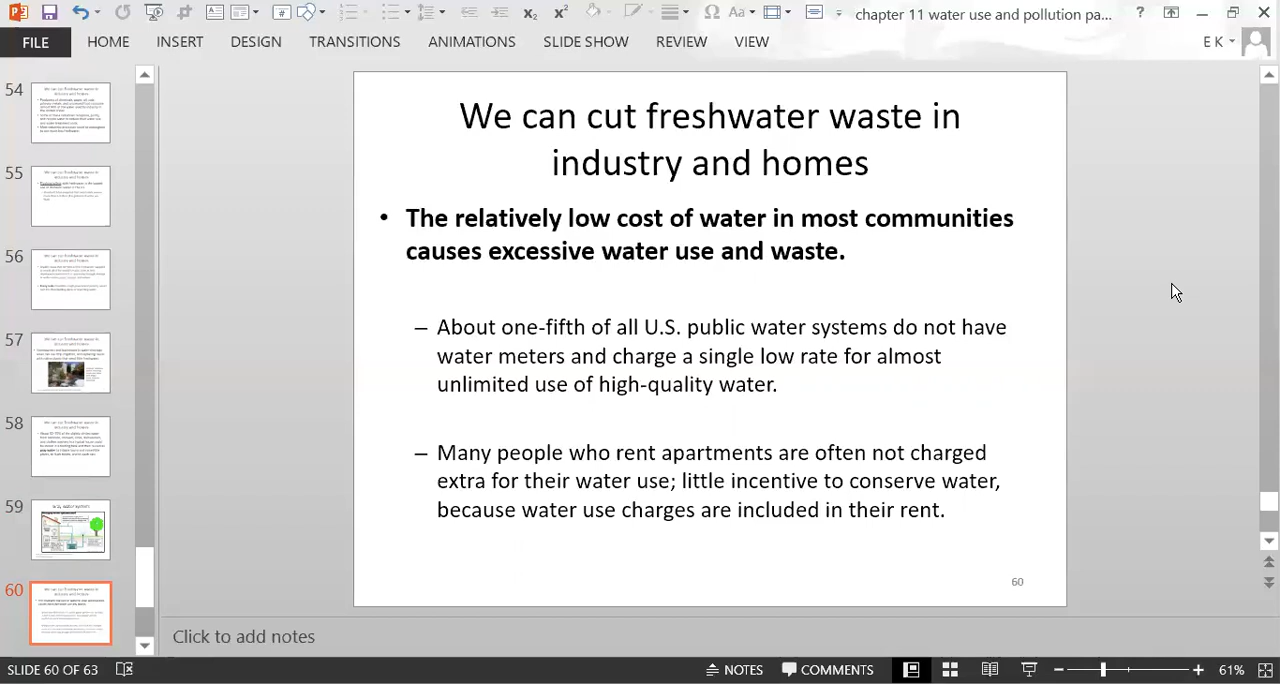 chapter 11 water use and pollution pa...
?
FILE
HOME
INSERT
DESIGN
TRANSITIONS
ANIMATIONS
SLIDE SHOW
REVIEW
VIEW
E K
54
55
56
57
58
59
60
We can cut freshwater waste in
industry and homes
• The relatively low cost of water in most communities
causes excessive water use and waste.
– About one-fifth of all U.S. public water systems do not have
water meters and charge a single low rate for almost
unlimited use of high-quality water.
– Many people who rent apartments are often not charged
extra for their water use; little incentive to conserve water,
because water use charges are included in their rent.
60
Click to add notes
SLIDE 60 OF 63
NOTES
COMMENTS
61%